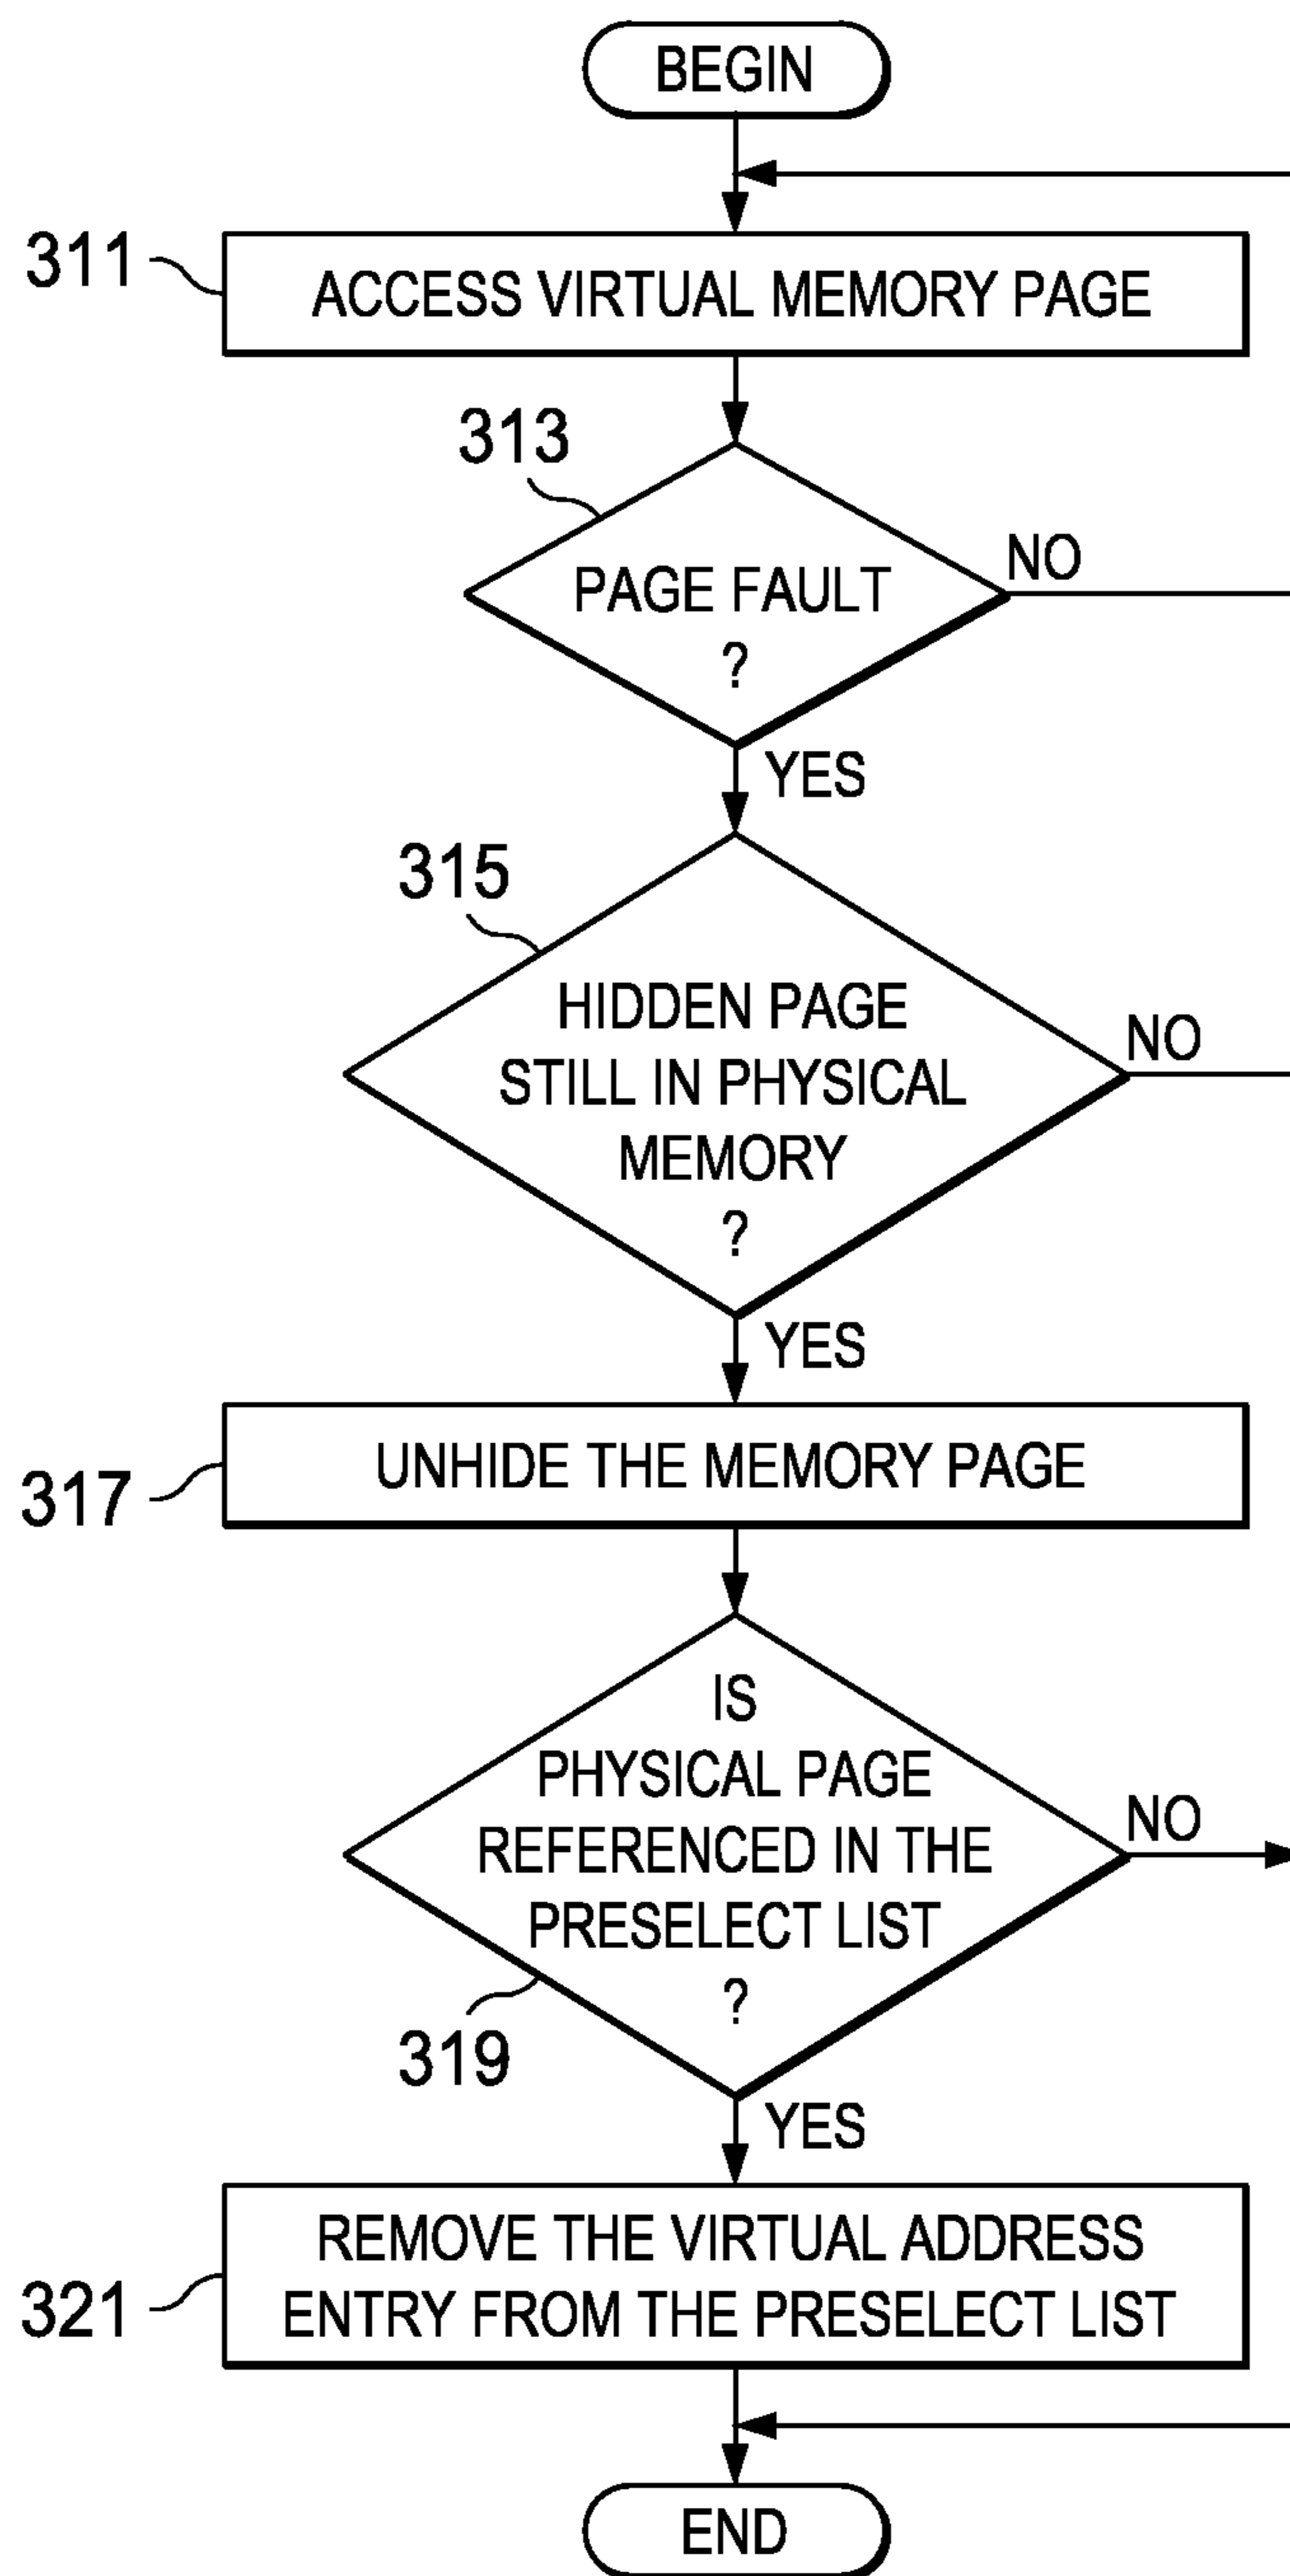 BEGIN
311
ACCESS VIRTUAL MEMORY PAGE
313
PAGE FAULT
?
NO
YES
315
HIDDEN PAGE
STILL IN PHYSICAL
MEMORY
?
NO
YES
317
UNHIDE THE MEMORY PAGE
IS
PHYSICAL PAGE
REFERENCED IN THE
PRESELECT LIST
?
NO
319
YES
321
REMOVE THE VIRTUAL ADDRESS
ENTRY FROM THE PRESELECT LIST
END